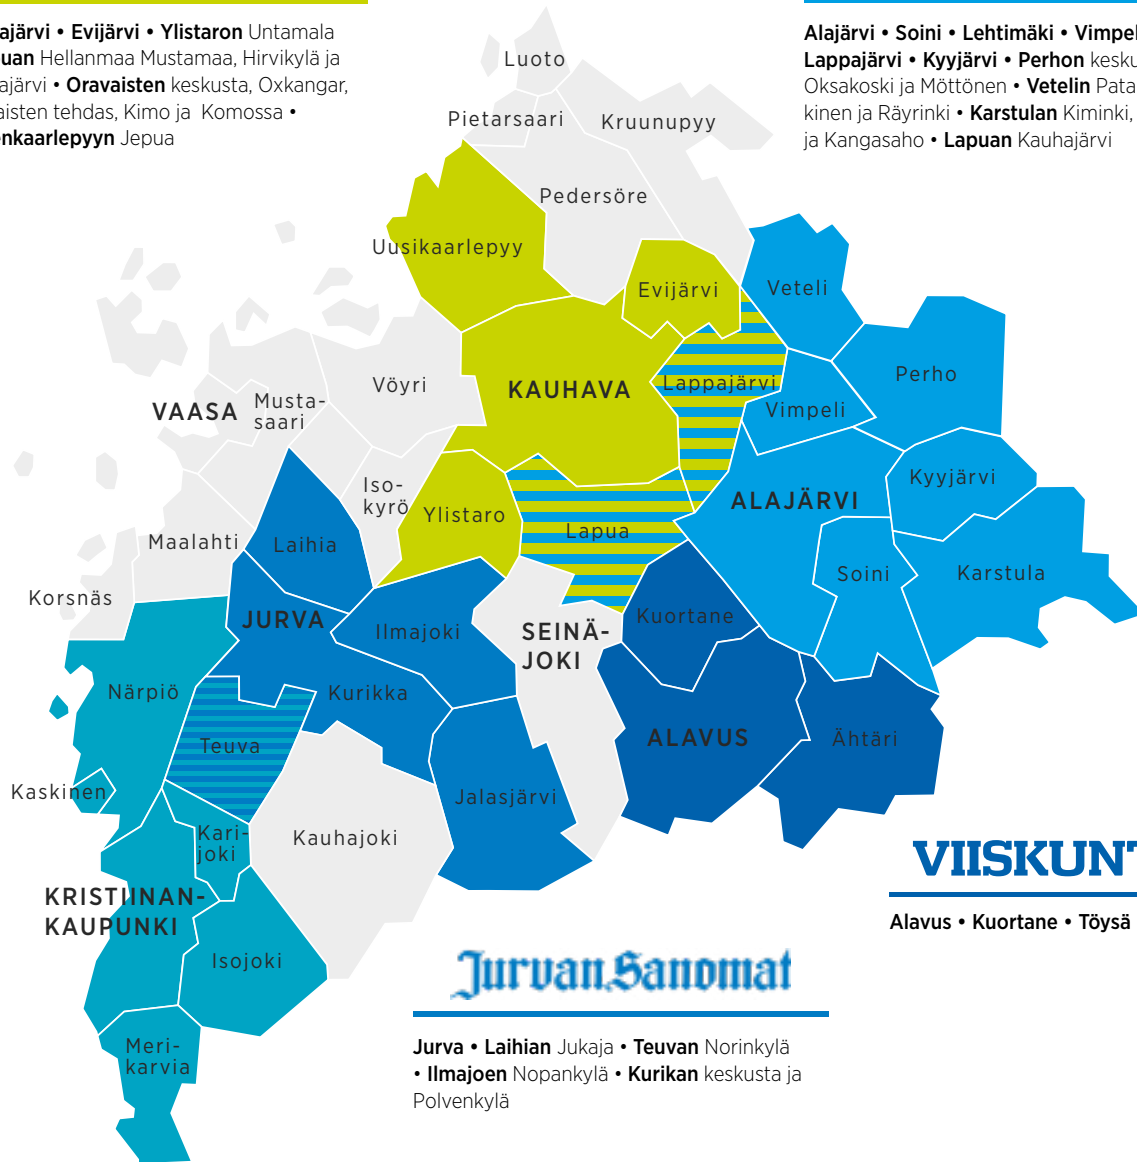 ajärvi • Evijärvi • Ylistaron Untamala
uan Hellanmaa Mustamaa, Hirvikylä ja
ajärvi • Oravaisten keskusta, Oxkangar,
aisten tehdas, Kimo ja Komossa •
nkaarlepyyn Jepua
Alajärvi • Soini • Lehtimäki • Vimpel
Lappajärvi • Kyyjärvi • Perhon kesku
Oksakoski ja Möttönen • Vetelin Pata
kinen ja Räyrinki • Karstulan Kiminki,
ja Kangasaho • Lapuan Kauhajärvi
Luoto
Pietarsaari
Kruunupyy
Pedersöre
Uusikaarlepyy
Evijärvi
Veteli
Perho
Vöyri
KAUHAVA
Lappajärvi
Vimpeli
VAASA
Musta-
saari
Iso-
kyrö
Ylistaro
Lapua
ALAJÄRVI
Kyyjärvi
Maalahti
Laihia
Soini
Karstula
Korsnäs
JURVA
Ilmajoki
SEINÄ-
JOKI
Kuortane
Närpiö
Kurikka
Teuva
ALAVUS
Ähtäri
Kaskinen
Jalasjärvi
Kari-
joki
Kauhajoki
KRISTIINAN-
KAUPUNKI
Isojoki
Meri-
karvia
VIISKUNT
Alavus • Kuortane • Töysä
Jurvan Sanomat
Jurva • Laihian Jukaja • Teuvan Norinkylä
• Ilmajoen Nopankylä • Kurikan keskusta ja
Polvenkylä